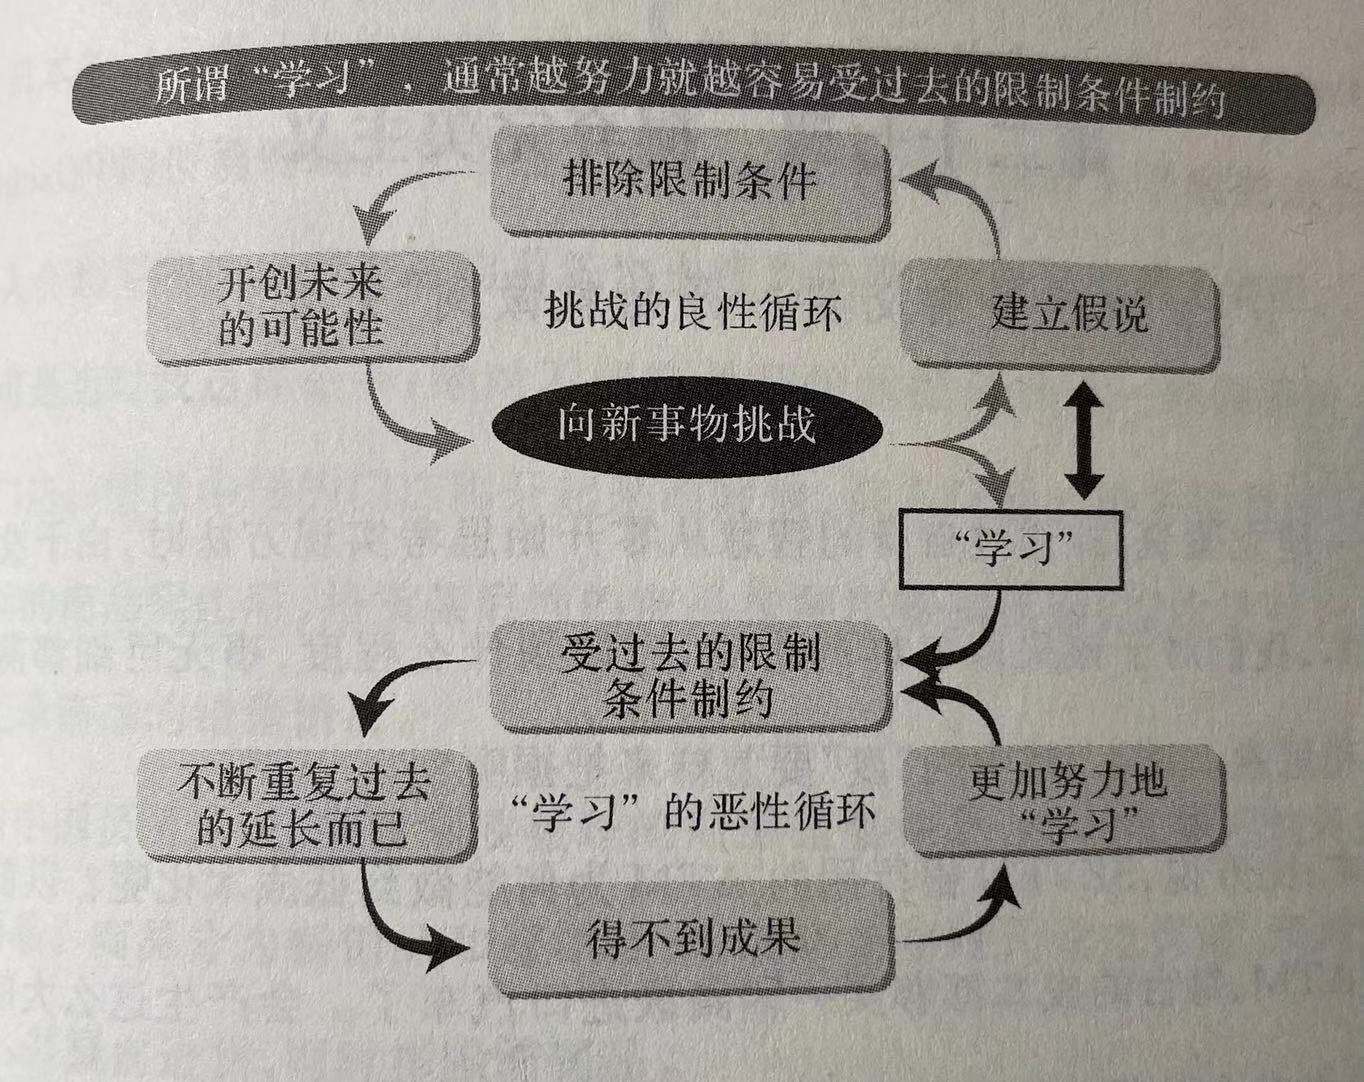 所谓“学习”，通常越努力就越容易受过去的限制条件制约
排除限制条件
开创未来
的可能性
挑战的良性循环
建立假说
向新事物挑战
“学习”
受过去的限制
条件制约
不断重复过去
的延长而已
“学习”的恶性循环
更加努力地
“学习”
得不到成果